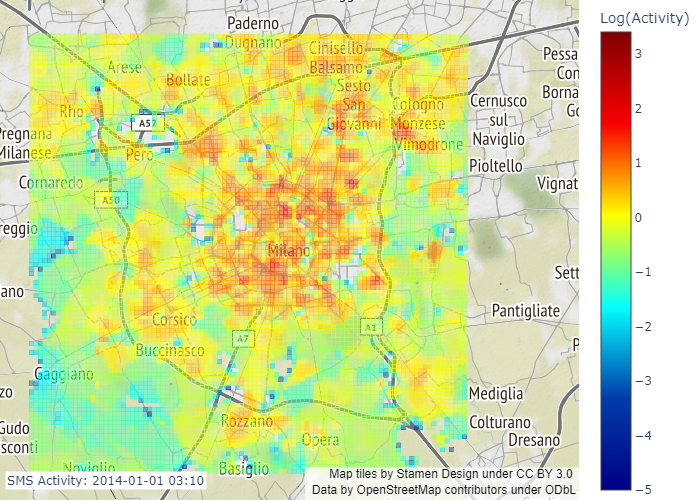 Log(Activity)
3
2
1
0
−1
−2
−3
−4
−5
Paderno
Dugnano
Cinisello
Balsamo
Arese
Bollate
Sesto
San
Giovanni
Cologno
Monzese
Vimodrone
Cernusco
sul
Naviglio
Pessa
Con
Borna
Rho
A52
Pero
Pregnana
Milanese
Pioltello
Cornaredo
A50
Vignat
reggio
Milano
ano
Sett
Pantigliate
Corsico
A7
A1
Buccinasco
Gaggiano
Mediglia
Rozzano
Colturano
Dresano
Opera
Gudo
sconti
Noviglio
Basiglio
SMS Activity: 2014-01-01 03:10
Map tiles by Stamen Design under CC BY 3.0
Data by OpenStreetMap contributors under ODbL